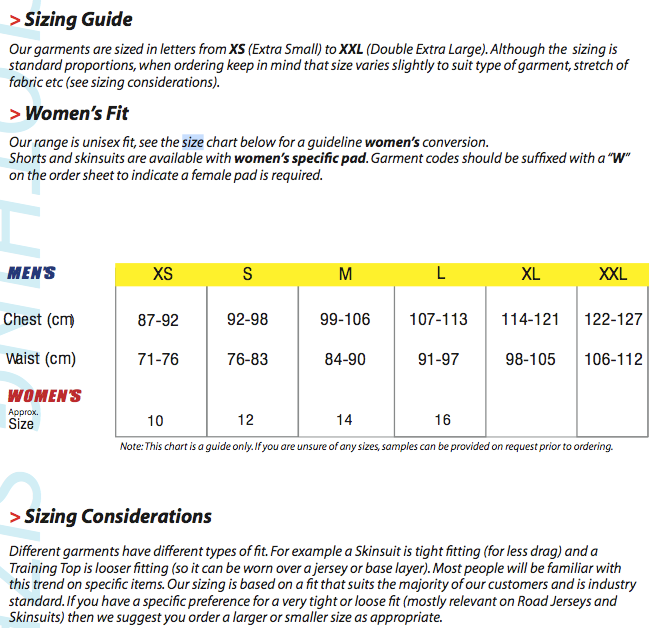 > Sizing Guide
Our garments are sized in letters from XS (Extra Small) to XXL (Double Extra Large). Although the sizing is
standard proportions, when ordering keep in mind that size varies slightly to suit type of garment, stretch of
fabric etc (see sizing considerations).
> Women's Fit
Our range is unisex fit, see the size chart below for a guideline women's conversion.
Shorts and skinsuits are available with women's specific pad. Garment codes should be suffixed with a "W"
on the order sheet to indicate a female pad is required.
MEN'S XS S M L XL XXL
Chest (cm) 87-92 92-98 99-106 107-113 114-121 122-127
Waist (cm) 71-76 76-83 84-90 91-97 98-105 106-112
WOMEN'S
Approx.
Size 10 12 14 16
Note: This chart is a guide only. If you are unsure of any sizes, samples can be provided on request prior to ordering.
> Sizing Considerations
Different garments have different types of fit. For example a Skinsuit is tight fitting (for less drag) and a
Training Top is looser fitting (so it can be worn over a jersey or base layer). Most people will be familiar with
this trend on specific items. Our sizing is based on a fit that suits the majority of our customers and is industry
standard. If you have a specific preference for a very tight or loose fit (mostly relevant on Road Jerseys and
Skinsuits) then we suggest you order a larger or smaller size as appropriate.